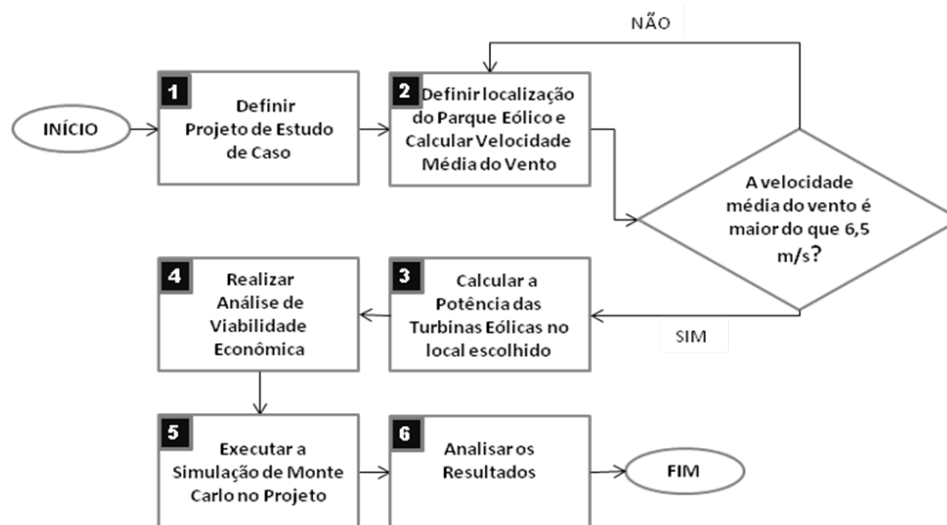 NÃO
INÍCIO
1
Definir
Projeto de Estudo
de Caso
2
Definir localização
do Parque Eólico e
Calcular Velocidade
Média do Vento
A velocidade
média do vento é
maior do que 6,5
m/s?
SIM
3
Calcular a
Potência das
Turbinas Eólicas no
local escolhido
4
Realizar
Análise de
Viabilidade
Econômica
5
Executar a
Simulação de Monte
Carlo no Projeto
6
Analisar os
Resultados
FIM